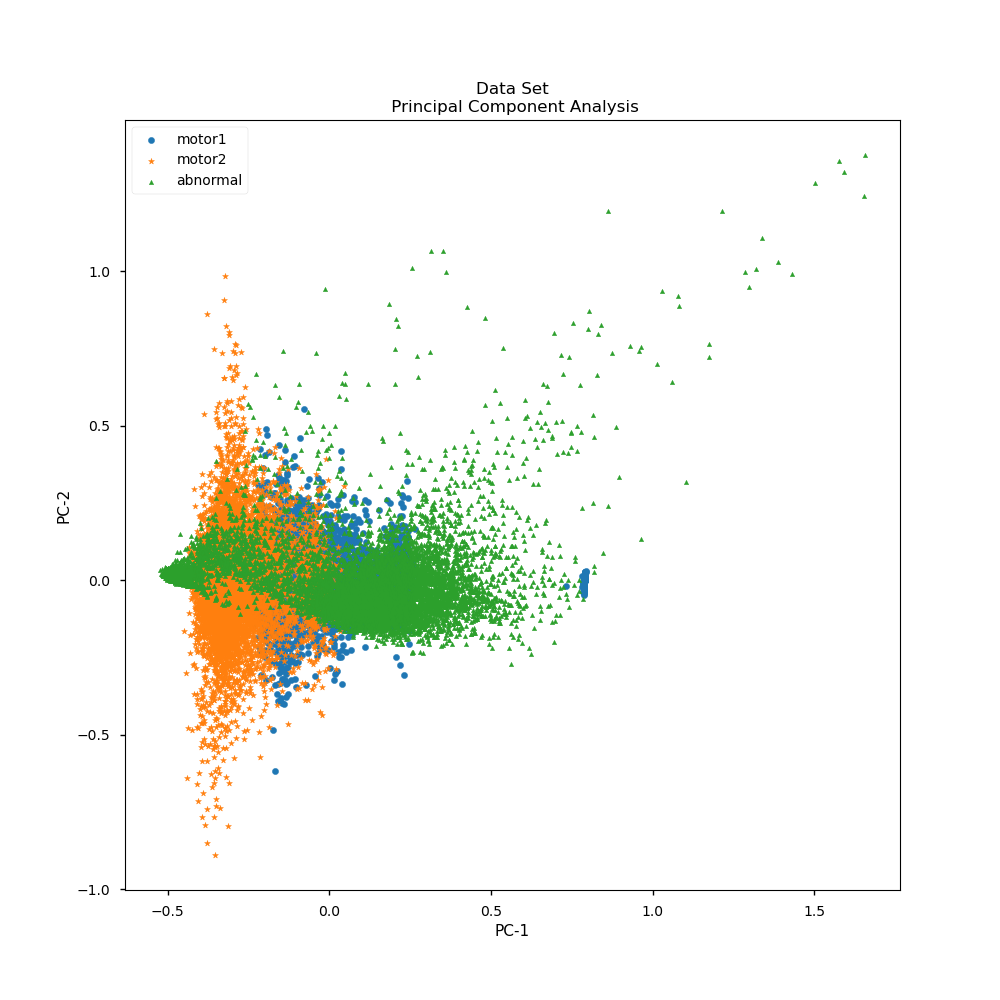 Data Set
Principal Component Analysis
motor1
motor2
abnormal
1.0
0.5
0.0
−0.5
−1.0
PC-2
−0.5
0.0
0.5
1.0
1.5
PC-1